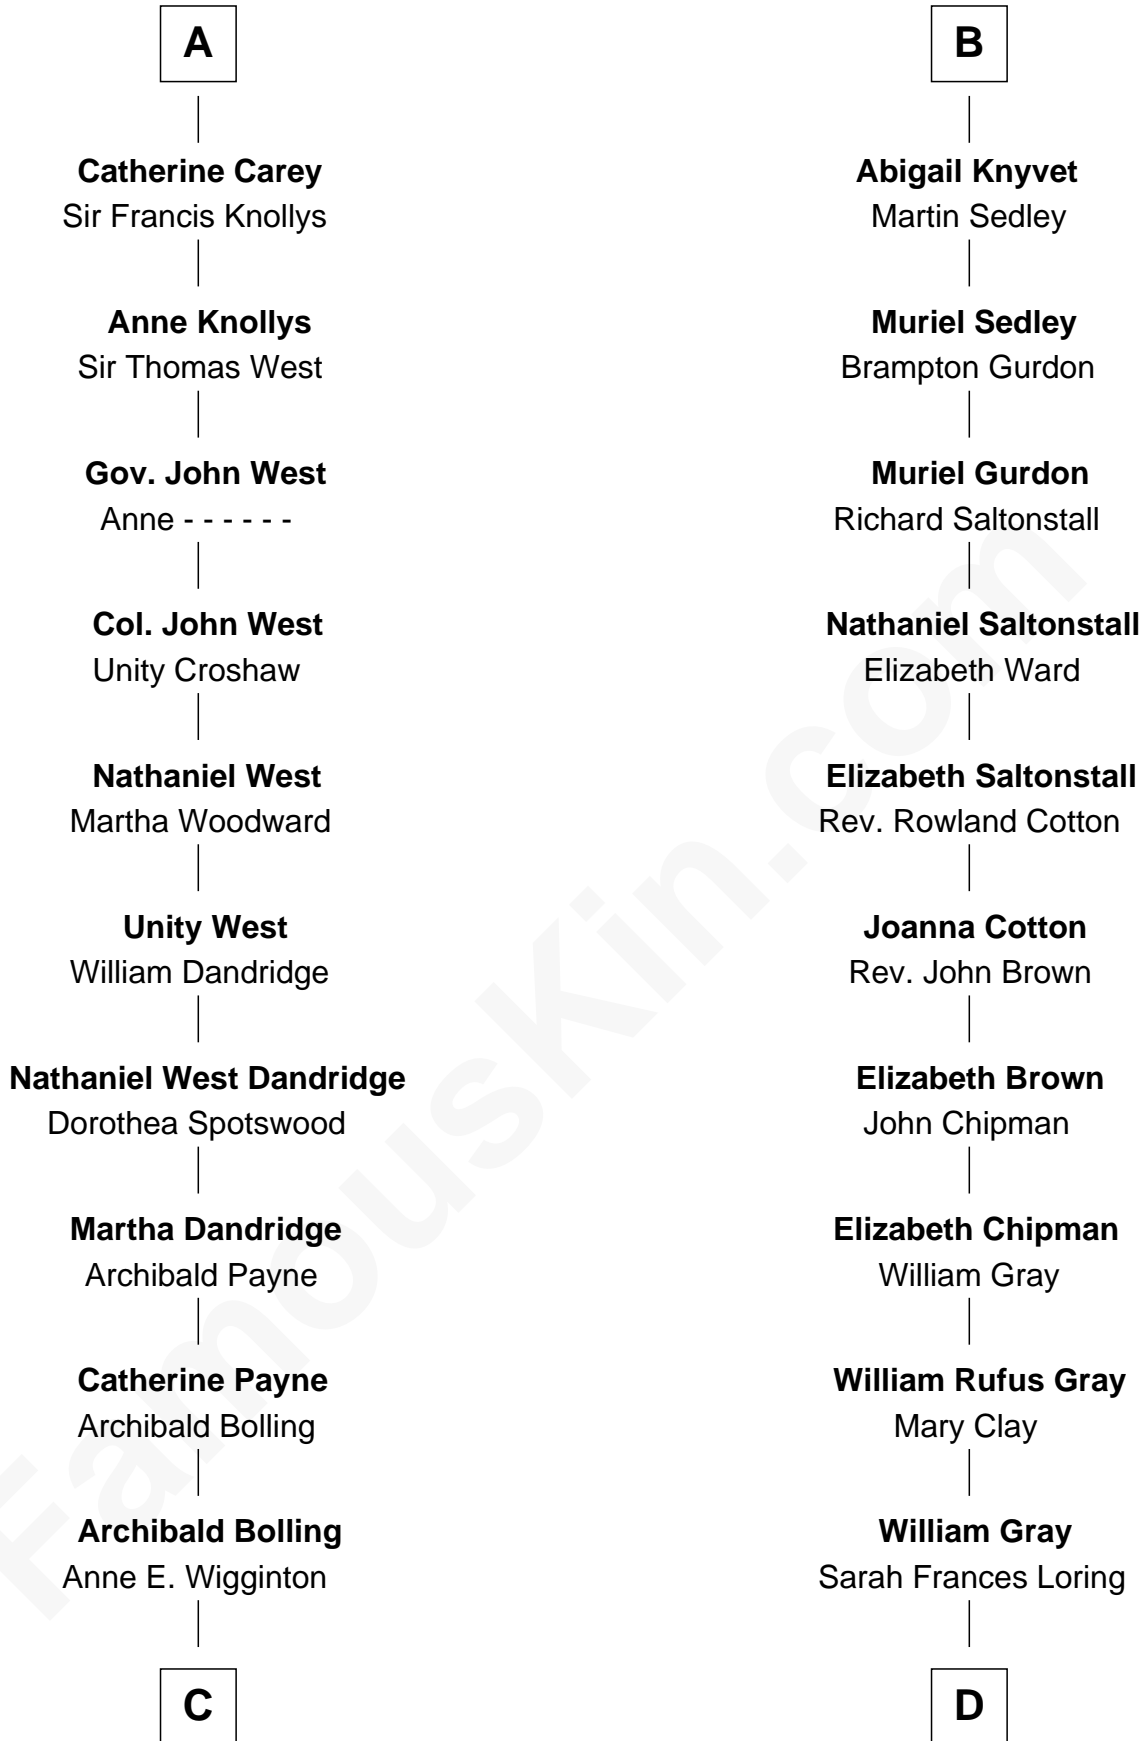 A
Catherine Carey
Sir Francis Knollys
Anne Knollys
Sir Thomas West
Gov. John West
Anne - - - - - -
Col. John West
Unity Croshaw
Nathaniel West
Martha Woodward
Unity West
William Dandridge
Nathaniel West Dandridge
Dorothea Spotswood
Martha Dandridge
Archibald Payne
Catherine Payne
Archibald Bolling
Archibald Bolling
Anne E. Wigginton
C
B
Abigail Knyvet
Martin Sedley
Muriel Sedley
Brampton Gurdon
Muriel Gurdon
Richard Saltonstall
Nathaniel Saltonstall
Elizabeth Ward
Elizabeth Saltonstall
Rev. Rowland Cotton
Joanna Cotton
Rev. John Brown
Elizabeth Brown
John Chipman
Elizabeth Chipman
William Gray
William Rufus Gray
Mary Clay
William Gray
Sarah Frances Loring
D
FamousKin.com